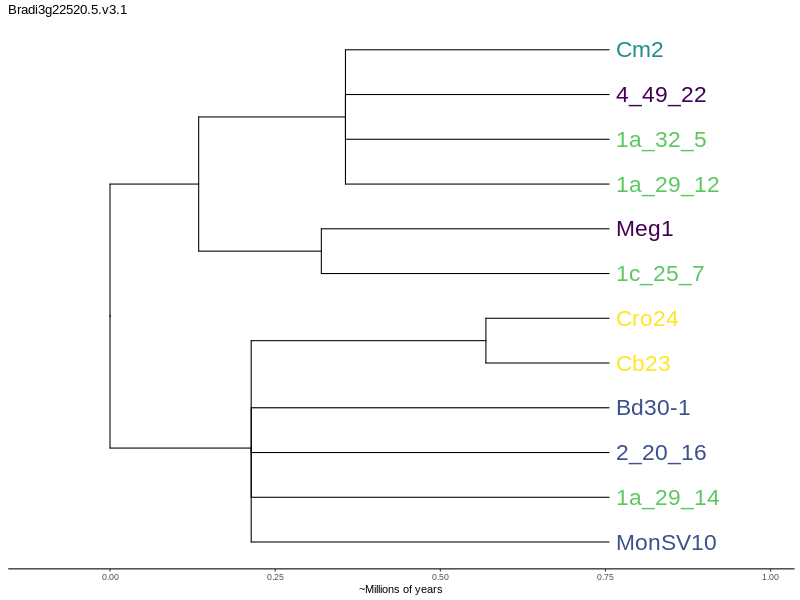 Bradi3g22520.5.v3.1
Cm2
4_49_22
1a_32_5
1a_29_12
Meg1
1c_25_7
Cro24
Cb23
Bd30-1
2_20_16
1a_29_14
MonSV10
0.00 0.25 0.50 0.75 1.00
~Millions of years